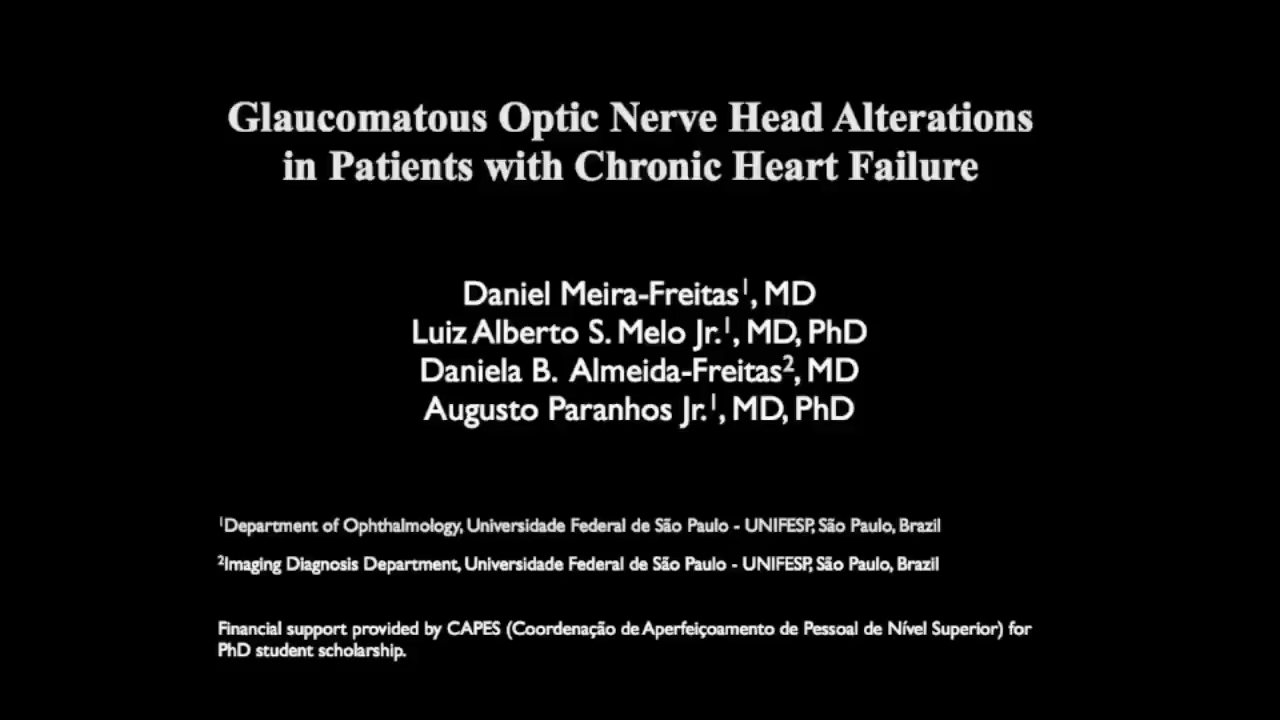 Glaucomatous Optic Nerve Head Alterations
in Patients with Chronic Heart Failure
Daniel Meira-Freitas¹, MD
Luiz Alberto S. Melo Jr.¹, MD, PhD
Daniela B. Almeida-Freitas², MD
Augusto Paranhos Jr.¹, MD, PhD
¹Department of Ophthalmology, Universidade Federal de São Paulo - UNIFESP, São Paulo, Brazil
²Imaging Diagnosis Department, Universidade Federal de São Paulo - UNIFESP, São Paulo, Brazil
Financial support provided by CAPES (Coordenação de Aperfeiçoamento de Pessoal de Nível Superior) for
PhD student scholarship.